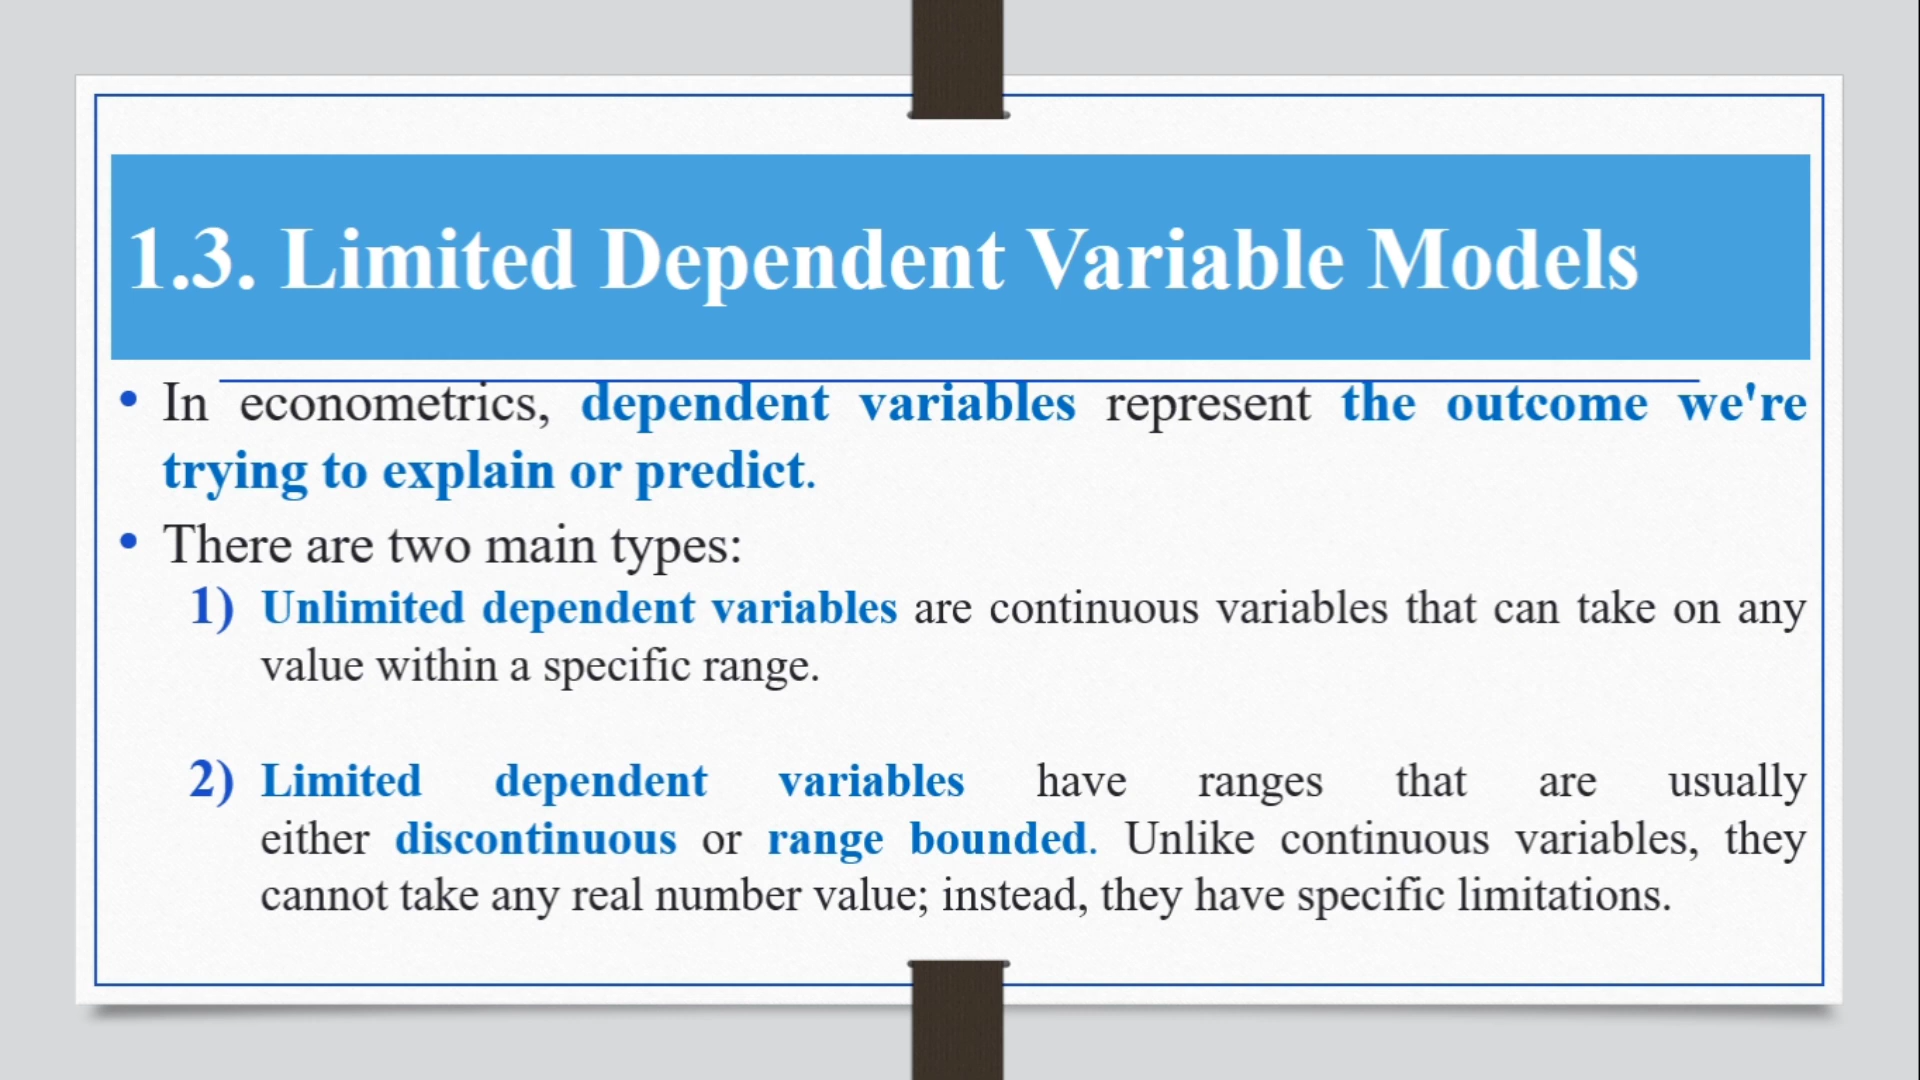 1.3. Limited Dependent Variable Models
• In econometrics, dependent variables represent the outcome we're
trying to explain or predict.
• There are two main types:
1) Unlimited dependent variables are continuous variables that can take on any
value within a specific range.
2) Limited dependent variables have ranges that are usually
either discontinuous or range bounded. Unlike continuous variables, they
cannot take any real number value; instead, they have specific limitations.